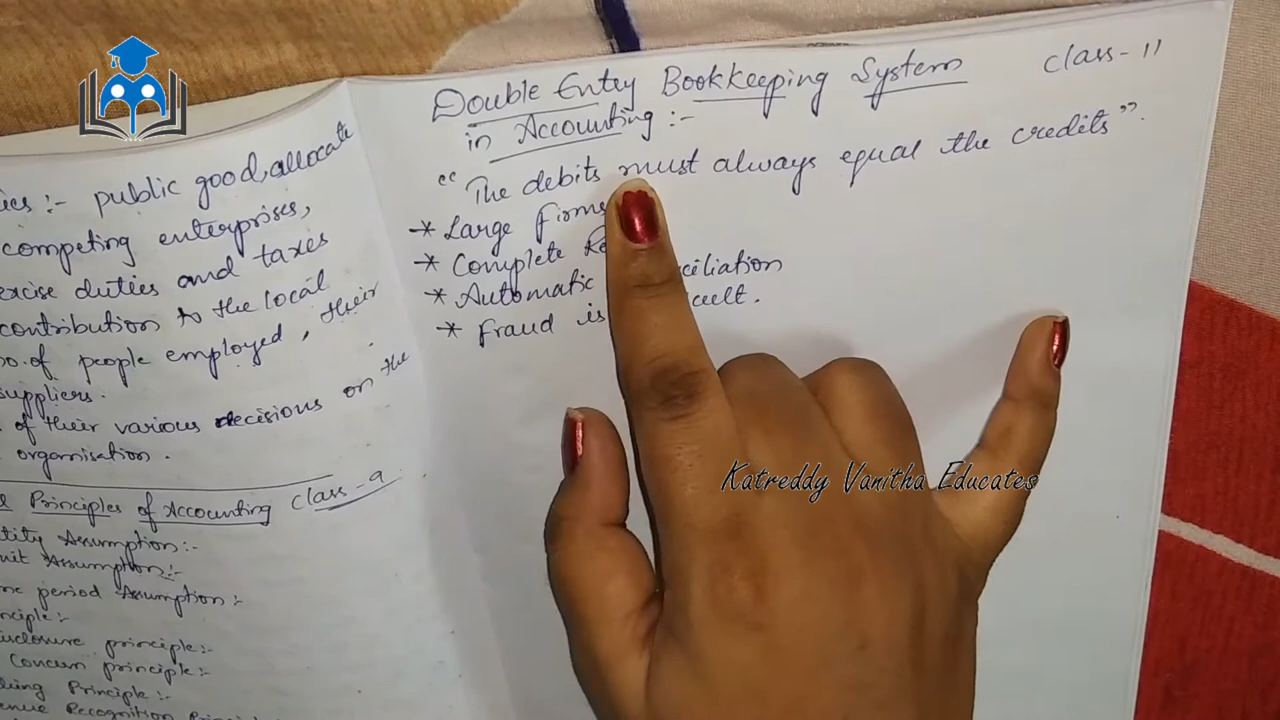 public good, allocate
competing enterprises,
excise duties and taxes
contribution to the local
no. of people employed, their
suppliers.
of their various decisions on the
organisation.
Principles of Accounting class-9
Assumption:-
Assumption:-
period Assumption:-
principle:-
Concern principle:-
Principle:-
Recognition
Double Entry Bookkeeping System class-11
in Accounting:-
"The debits must always equal the credits".
* Large firms
* Complete
* Automatic ciliation
* Fraud is cult.
Katreddy Vanitha Educates